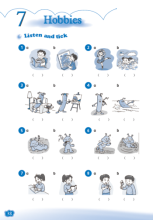 7 Hobbies
Listen and tick
1 a b 2 a b
( ) ( ) ( ) ( )
3 a b 4 a b
( ) ( ) ( ) ( )
5 a b 6 a b
( ) ( ) ( ) ( )
7 a b 8 a b
( ) ( ) ( ) ( )